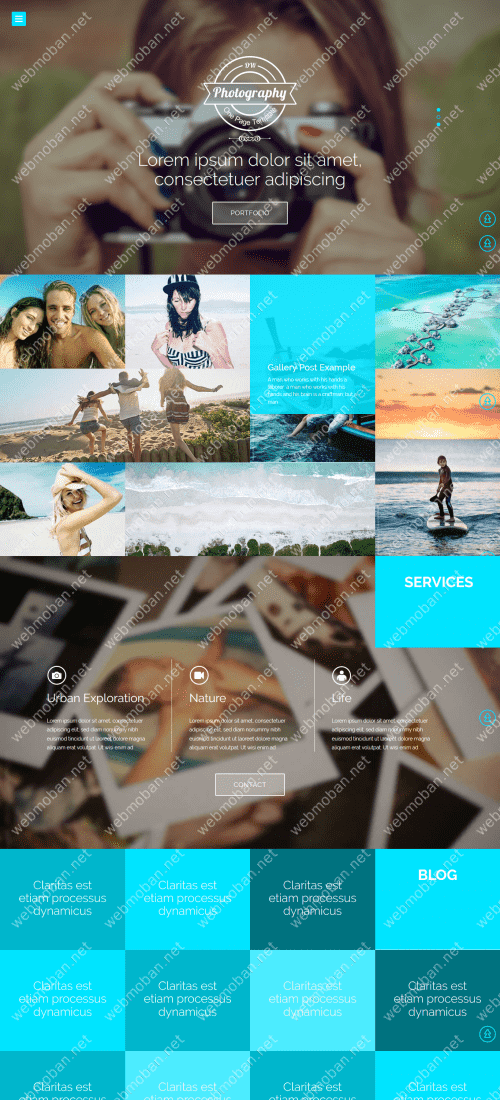 DW
Photography
One Page Template
Lorem ipsum dolor sit amet,
consectetuer adipiscing
PORTFOLIO
Gallery Post Example
A man who works with his hands is a
laborer; a man who works with his
hands and his brain is a craftsman; but a
man
SERVICES
Urban Exploration
Lorem ipsum dolor sit amet, consectetuer
adipiscing elit, sed diam nonummy nibh
euismod tincidunt ut laoreet dolore magna
aliquam erat volutpat. Ut wisi enim ad
Nature
Lorem ipsum dolor sit amet, consectetuer
adipiscing elit, sed diam nonummy nibh
euismod tincidunt ut laoreet dolore magna
aliquam erat volutpat. Ut wisi enim ad
Life
Lorem ipsum dolor sit amet, consectetuer
adipiscing elit, sed diam nonummy nibh
euismod tincidunt ut laoreet dolore magna
aliquam erat volutpat. Ut wisi enim ad
CONTACT
Claritas est
etiam processus
dynamicus
Claritas est
etiam processus
dynamicus
Claritas est
etiam processus
dynamicus
BLOG
Claritas est
etiam processus
dynamicus
Claritas est
etiam processus
dynamicus
Claritas est
etiam processus
dynamicus
Claritas est
etiam processus
dynamicus
Claritas est
etiam processus
Claritas est
etiam processus
Claritas est
etiam processus
Claritas est
etiam processus
webmoban.net